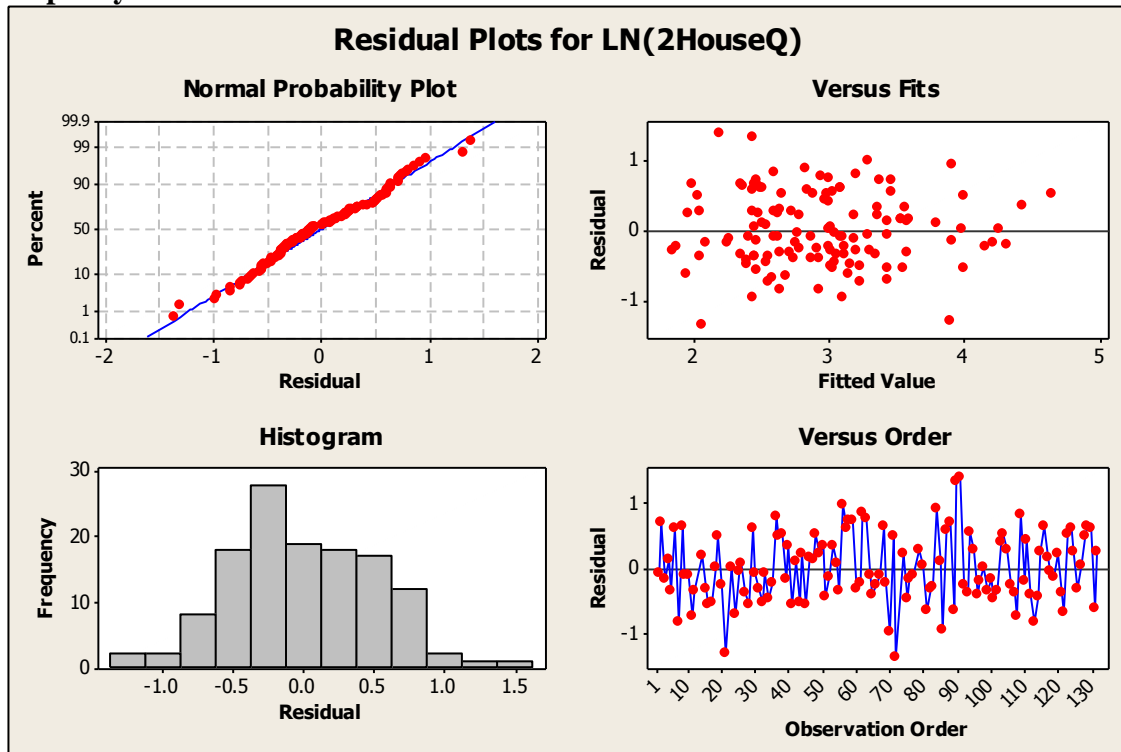 Residual Plots for LN(2HouseQ)
Normal Probability Plot
Percent
99.9
99
90
50
10
1
0.1
-2 -1 0 1 2
Residual
Versus Fits
Residual
1
0
-1
2 3 4 5
Fitted Value
Histogram
Frequency
30
20
10
0
-1.0 -0.5 0.0 0.5 1.0 1.5
Residual
Versus Order
Residual
1
0
-1
1 10 20 30 40 50 60 70 80 90 100 110 120 130
Observation Order